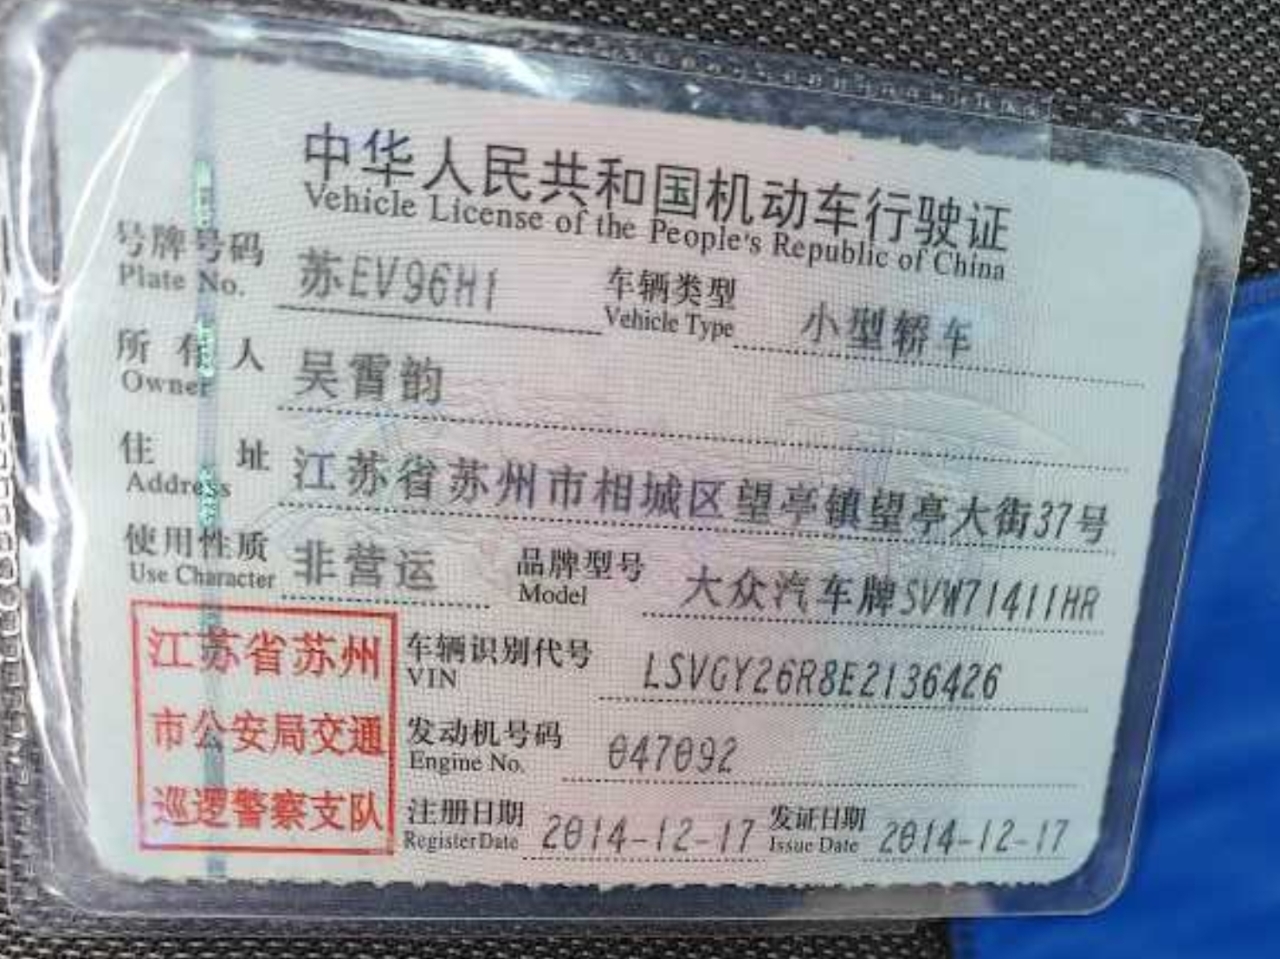 中华人民共和国机动车行驶证
Vehicle License of the People's Republic of China
号牌号码 苏EV96H1 车辆类型 小型轿车
Plate No. Vehicle Type
所有人 吴霄韵
Owner
住址 江苏省苏州市相城区望亭镇望亭大街37号
Address
使用性质 非营运 品牌型号 大众汽车牌SVW71411HR
Use Character Model
江苏省苏州
市公安局交通
巡逻警察支队
车辆识别代号 LSVGY26R8E2136426
VIN
发动机号码 047092
Engine No.
注册日期 2014-12-17 发证日期 2014-12-17
Register Date Issue Date